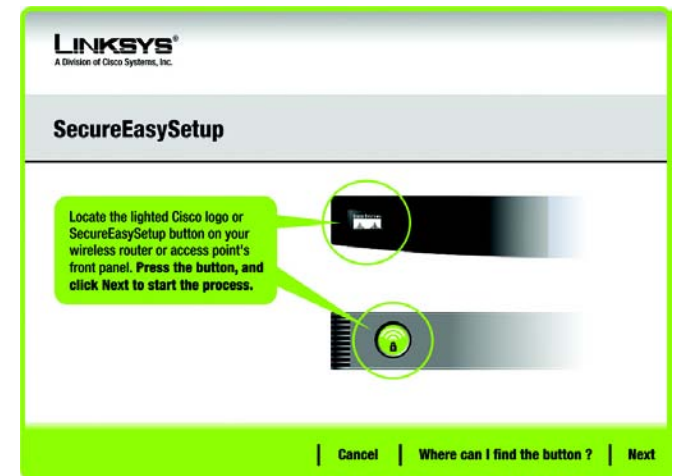 LINKSYS®
A Division of Cisco Systems, Inc.
SecureEasySetup
Locate the lighted Cisco logo or
SecureEasySetup button on your
wireless router or access point's
front panel. Press the button, and
click Next to start the process.
Cancel | Where can I find the button ? | Next